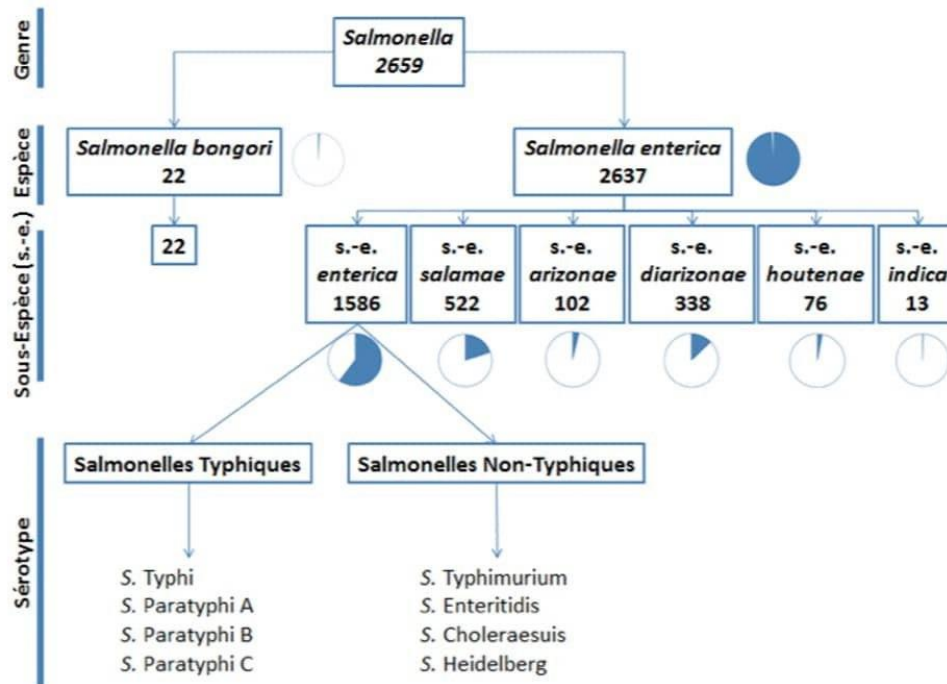 Genre
Salmonella
2659
Espèce
Salmonella bongori
22
Salmonella enterica
2637
Sous-Espèce (s.-e.)
22
s.-e.
enterica
1586
s.-e.
salamae
522
s.-e.
arizonae
102
s.-e.
diarizonae
338
s.-e.
houtenae
76
s.-e.
indica
13
Sérotype
Salmonelles Typhiques
Salmonelles Non-Typhiques
S. Typhi
S. Paratyphi A
S. Paratyphi B
S. Paratyphi C
S. Typhimurium
S. Enteritidis
S. Choleraesuis
S. Heidelberg